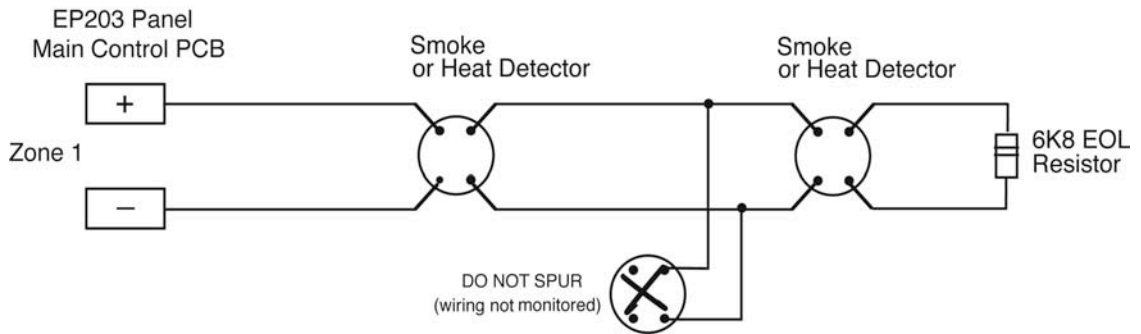 EP203 Panel
Main Control PCB
Smoke
or Heat Detector
Smoke
or Heat Detector
+
Zone 1
6K8 EOL
Resistor
−
DO NOT SPUR
(wiring not monitored)